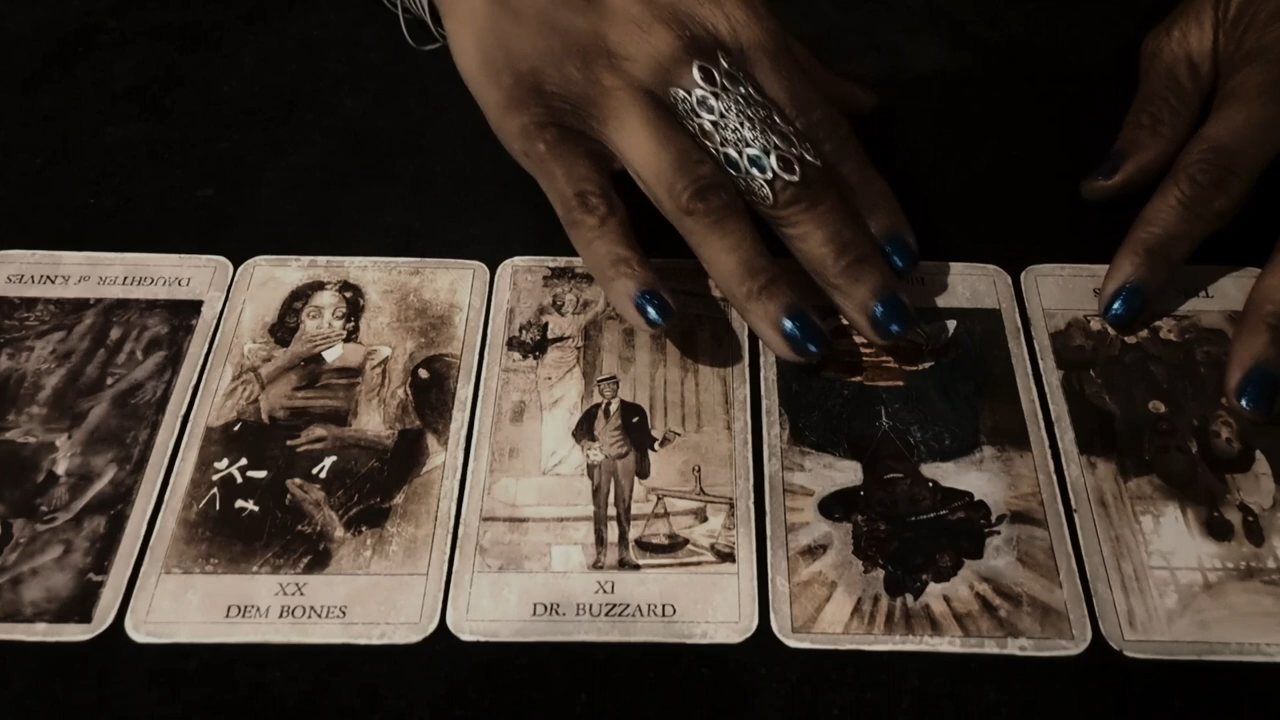 DAUGHTER of KNIVES
XX
DEM BONES
XI
DR. BUZZARD